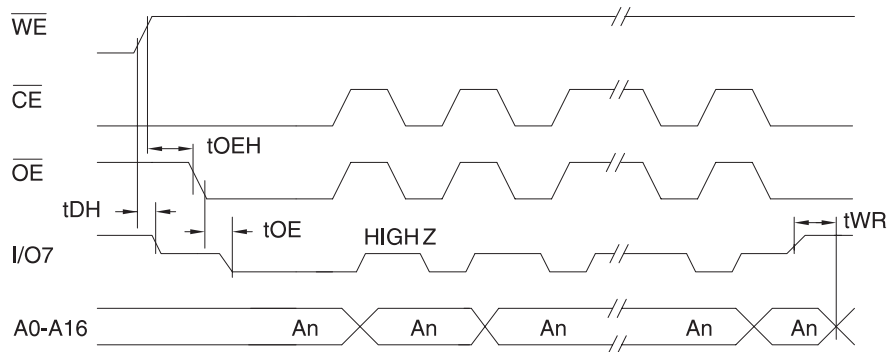 WE
CE
tOEH
OE
tDH
tOE
HIGH Z
tWR
I/O7
A0-A16
An
An
An
An
An